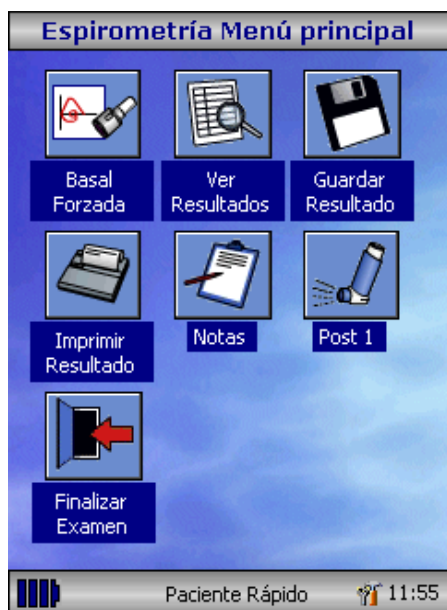 Espirometría Menú principal
Basal
Forzada
Ver
Resultados
Guardar
Resultado
Imprimir
Resultado
Notas
Post 1
Finalizar
Examen
Paciente Rápido
11:55